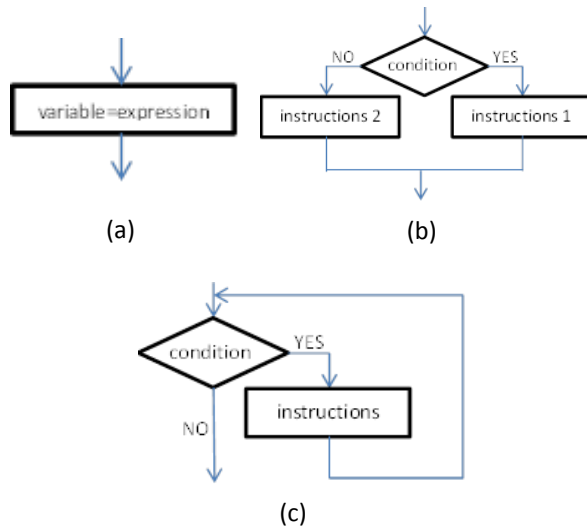 variable=expression
(a)
condition
NO
YES
instructions 2
instructions 1
(b)
condition
YES
instructions
NO
(c)